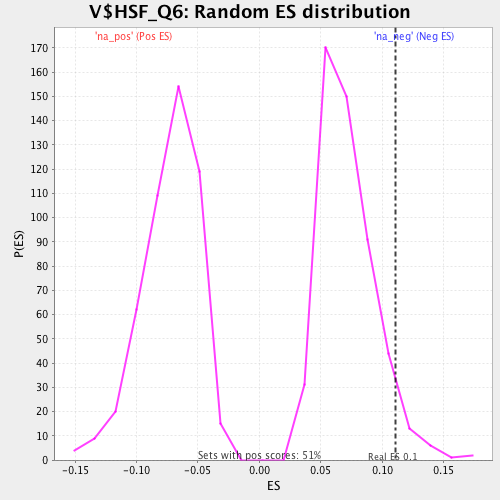 V$HSF_Q6: Random ES distribution
'na_pos' (Pos ES)
'na_neg' (Neg ES)
170
160
150
140
130
120
110
100
90
80
70
60
50
40
30
20
10
0
P(ES)
Sets with pos scores: 51%
Real ES 0.1
-0.15 -0.10 -0.05 0.00 0.05 0.10 0.15
ES